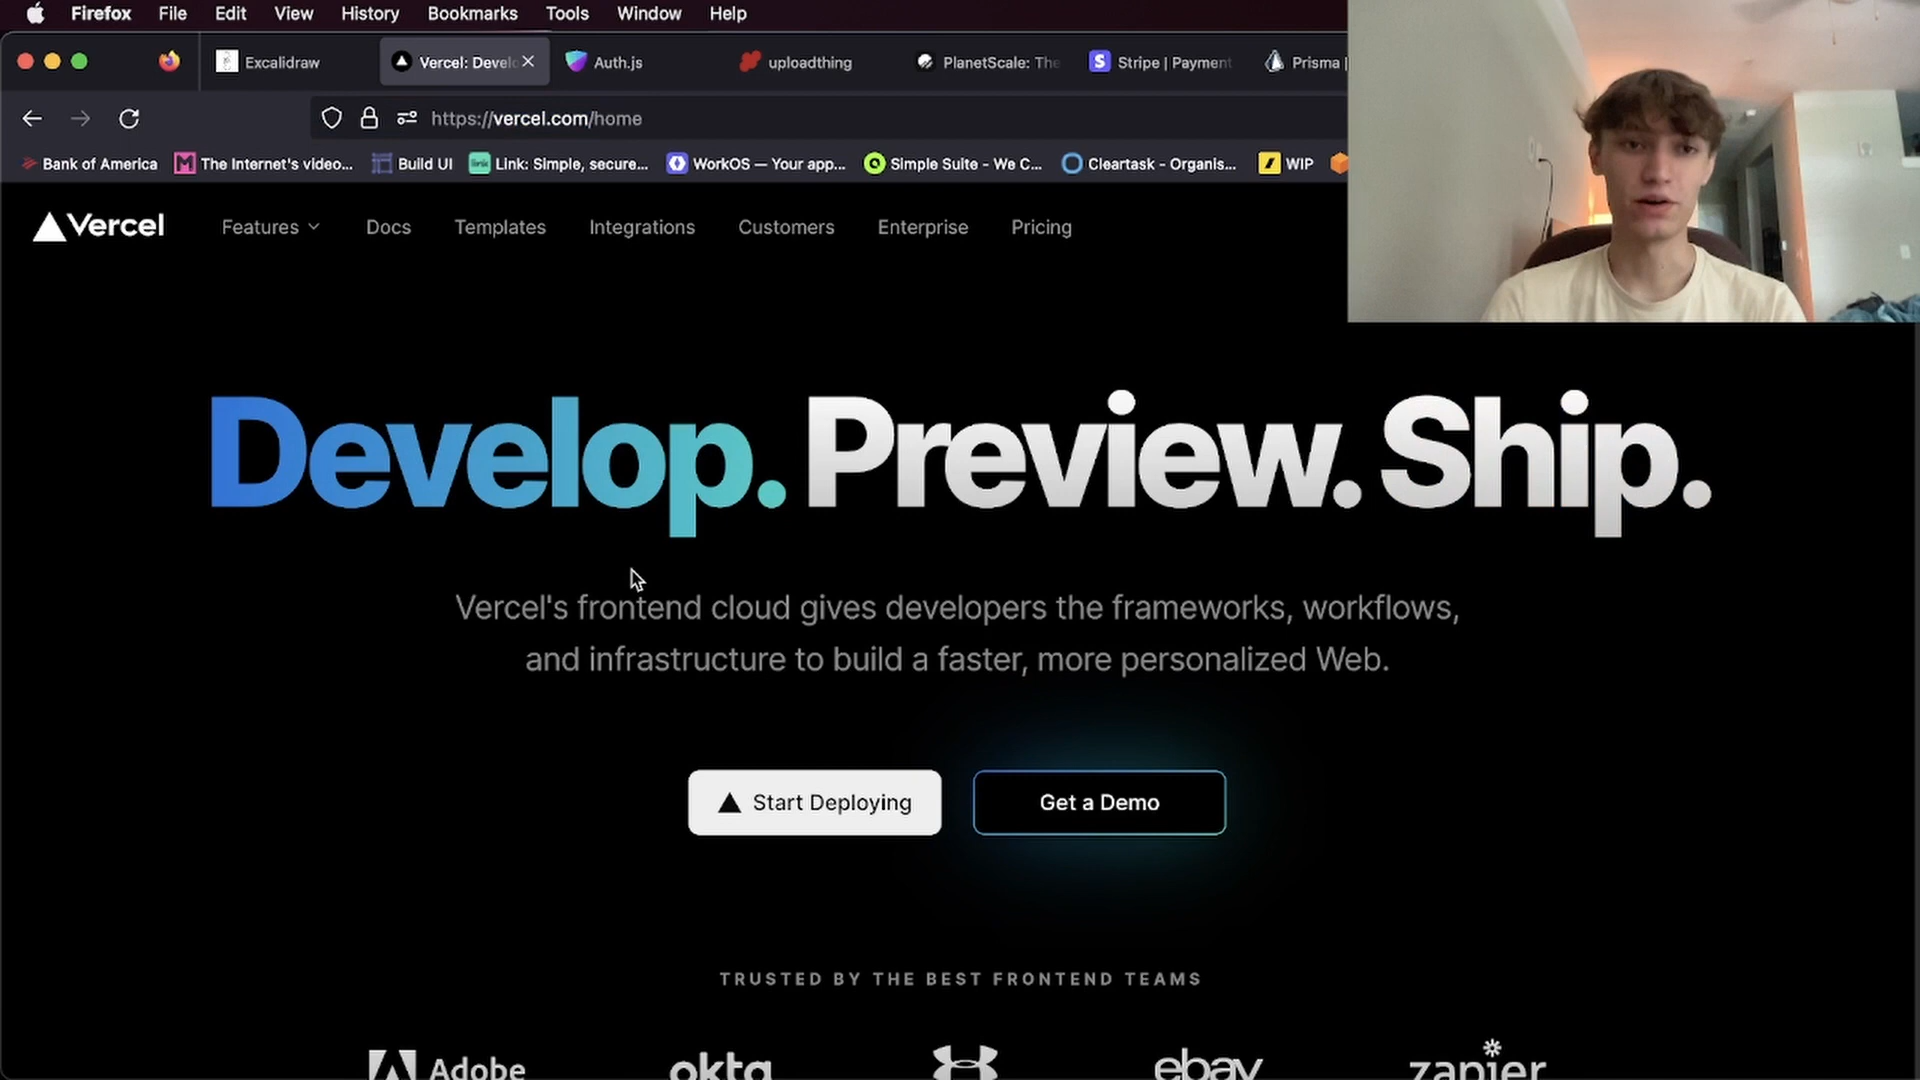 Firefox File Edit View History Bookmarks Tools Window Help
Excalidraw Vercel: Develo Auth.js uploadthing PlanetScale: The Stripe | Payment Prisma |
https://vercel.com/home
Bank of America The Internet's video... Build UI Link: Simple, secure... WorkOS — Your app... Simple Suite - We C... Cleartask - Organis... WIP
Vercel Features Docs Templates Integrations Customers Enterprise Pricing
Develop. Preview. Ship.
Vercel's frontend cloud gives developers the frameworks, workflows,
and infrastructure to build a faster, more personalized Web.
Start Deploying Get a Demo
TRUSTED BY THE BEST FRONTEND TEAMS
Adobe okta ebay zapier